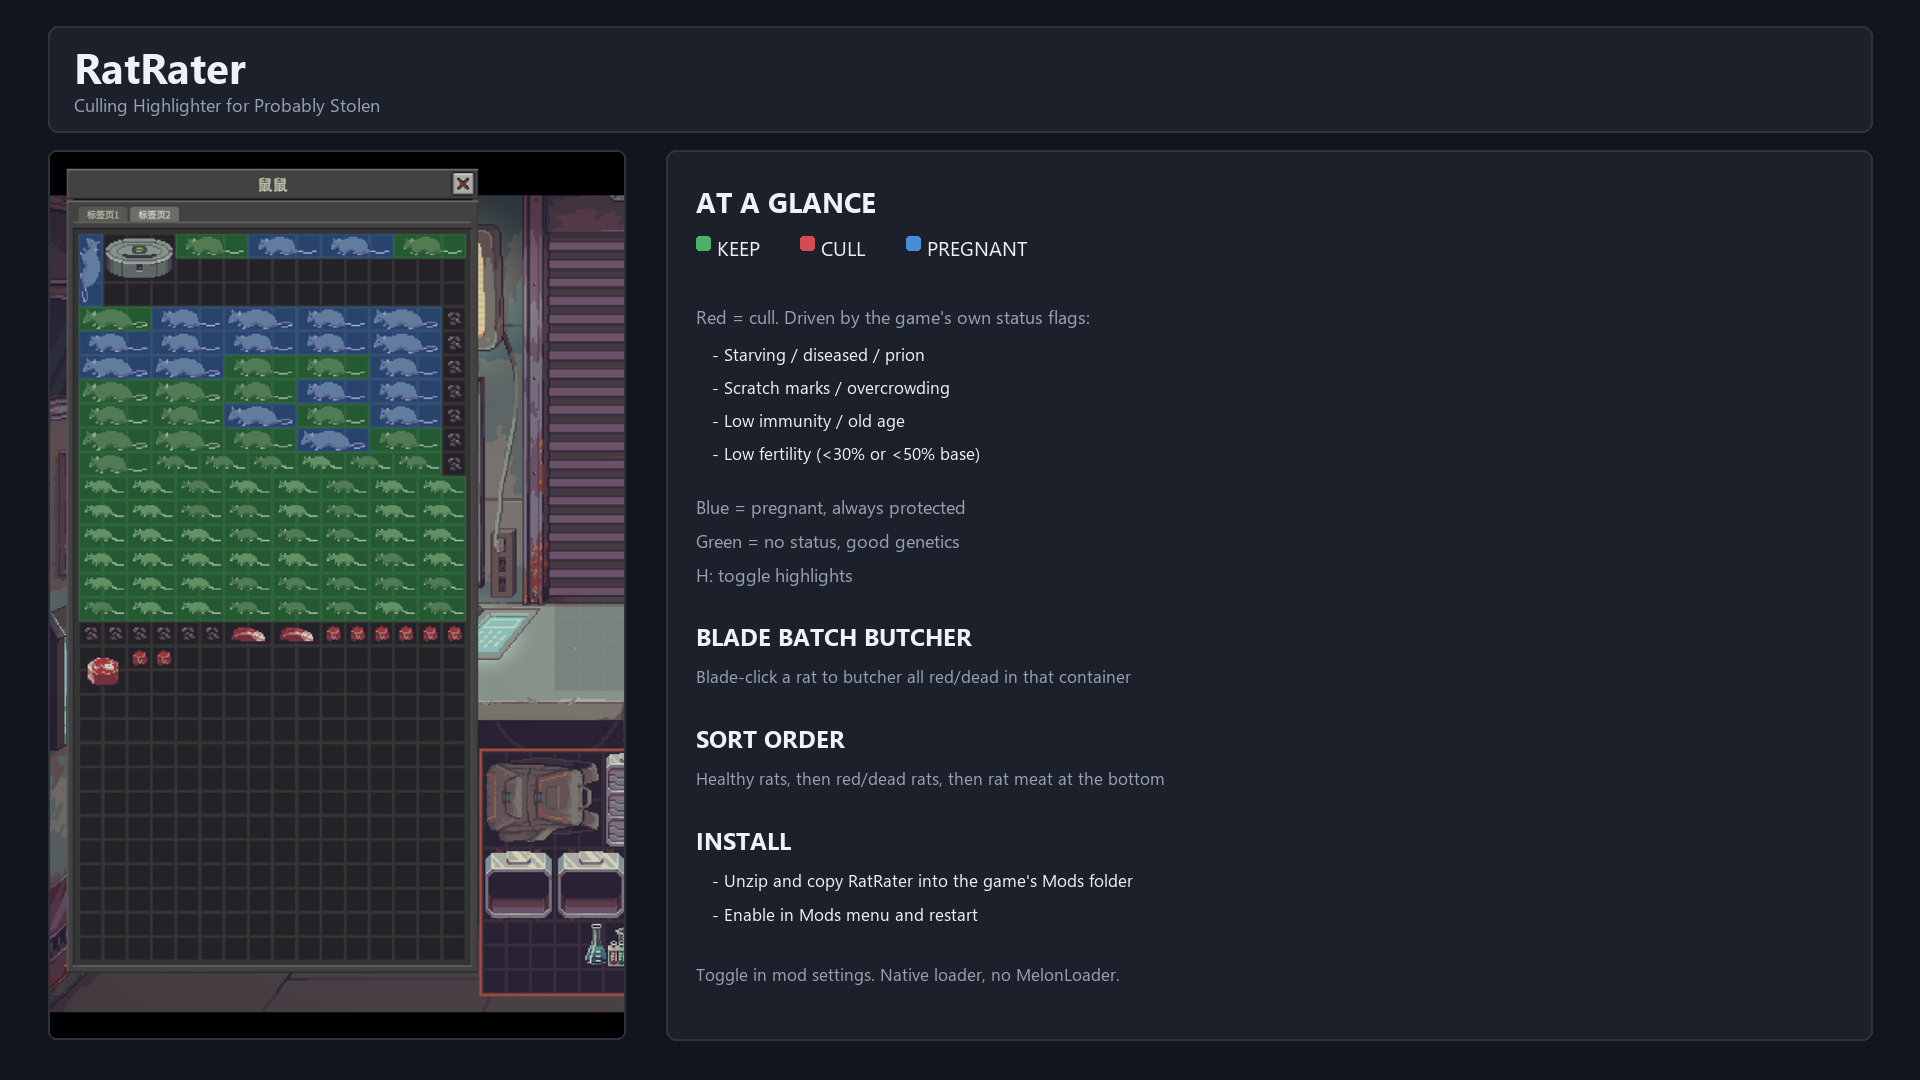 RatRater
Culling Highlighter for Probably Stolen
鼠鼠
标签页1 标签页2
AT A GLANCE
KEEP CULL PREGNANT
Red = cull. Driven by the game's own status flags:
- Starving / diseased / prion
- Scratch marks / overcrowding
- Low immunity / old age
- Low fertility (<30% or <50% base)
Blue = pregnant, always protected
Green = no status, good genetics
H: toggle highlights
BLADE BATCH BUTCHER
Blade-click a rat to butcher all red/dead in that container
SORT ORDER
Healthy rats, then red/dead rats, then rat meat at the bottom
INSTALL
- Unzip and copy RatRater into the game's Mods folder
- Enable in Mods menu and restart
Toggle in mod settings. Native loader, no MelonLoader.